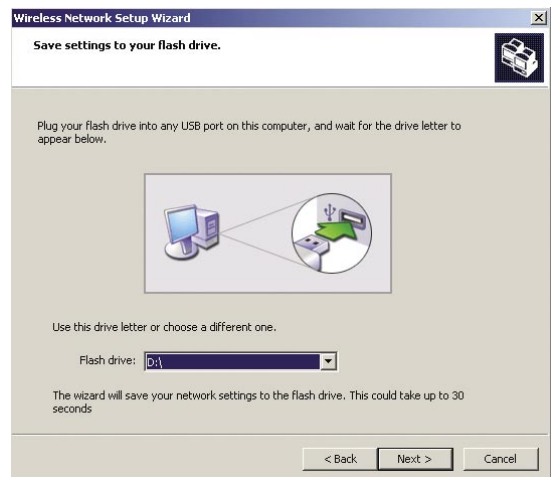 Wireless Network Setup Wizard
Save settings to your flash drive.
Plug your flash drive into any USB port on this computer, and wait for the drive letter to
appear below.
Use this drive letter or choose a different one.
Flash drive: D:\
The wizard will save your network settings to the flash drive. This could take up to 30
seconds
< Back Next > Cancel